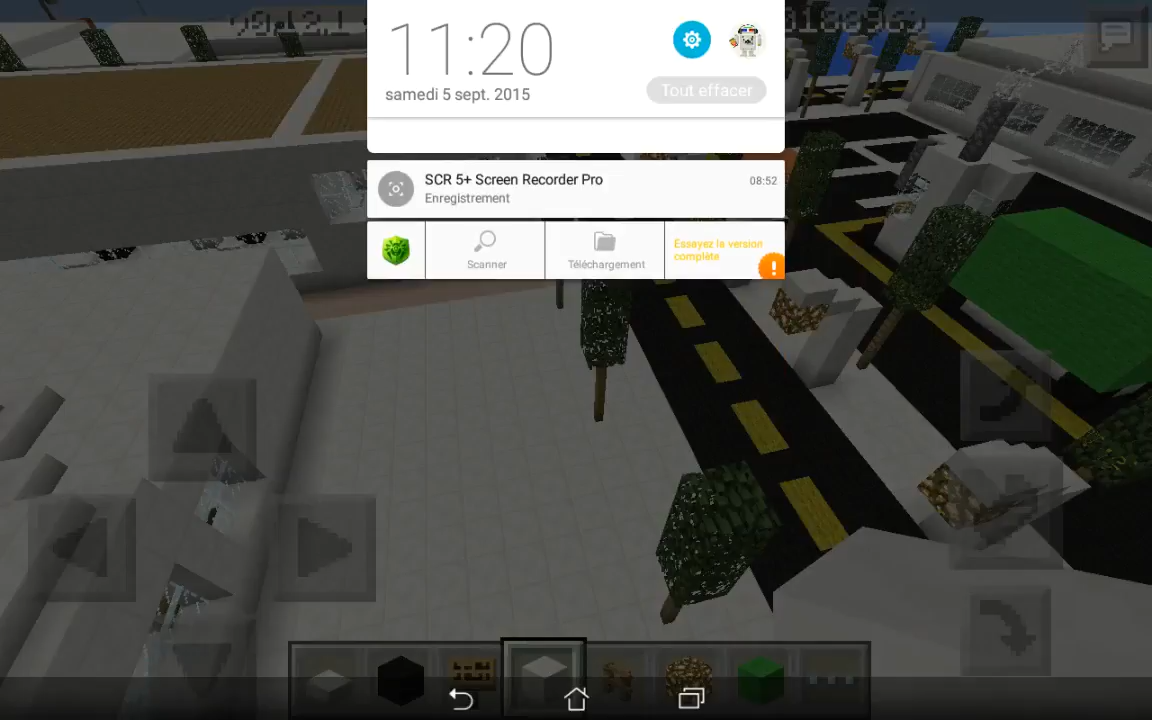 11:20
samedi 5 sept. 2015
Tout effacer
SCR 5+ Screen Recorder Pro
08:52
Enregistrement
Scanner
Téléchargement
Essayez la version
complète